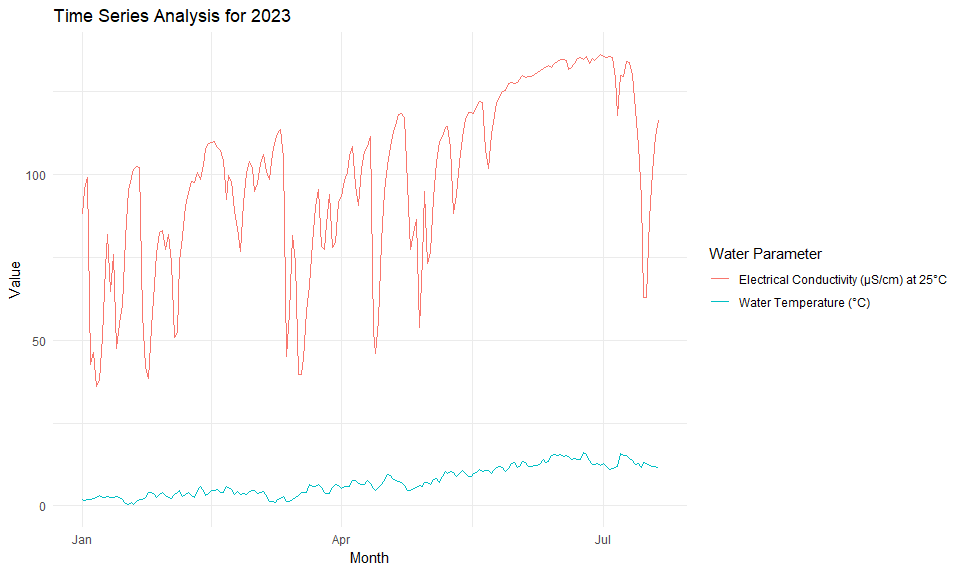 Time Series Analysis for 2023
100
50
0
Value
Jan
Apr
Jul
Month
Water Parameter
Electrical Conductivity (µS/cm) at 25°C
Water Temperature (°C)